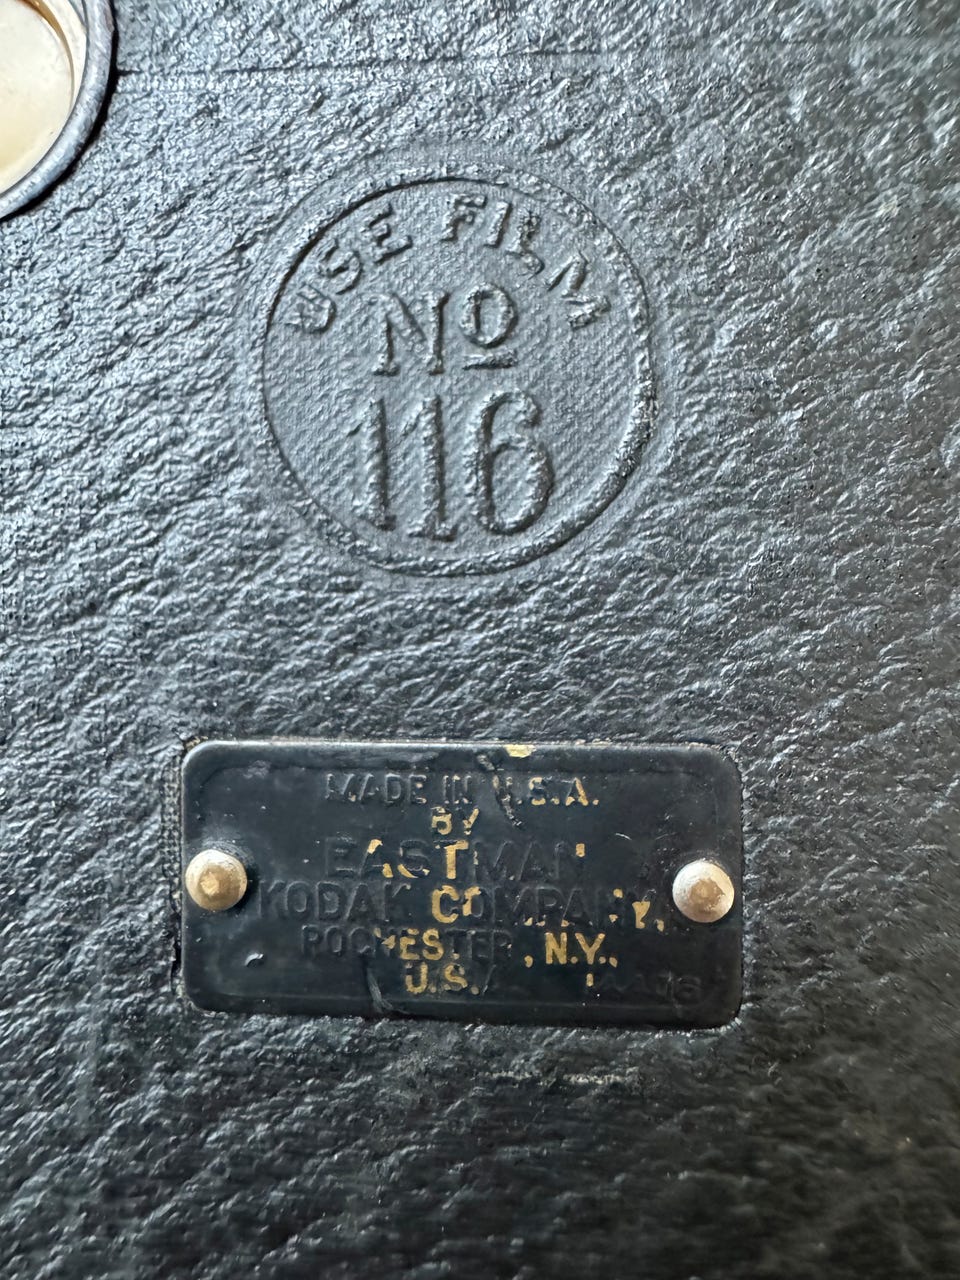 USE FILM
Nº
116
MADE IN U.S.A.
BY
EASTMAN
KODAK COMPANY,
ROCHESTER, N.Y.,
U.S.A.